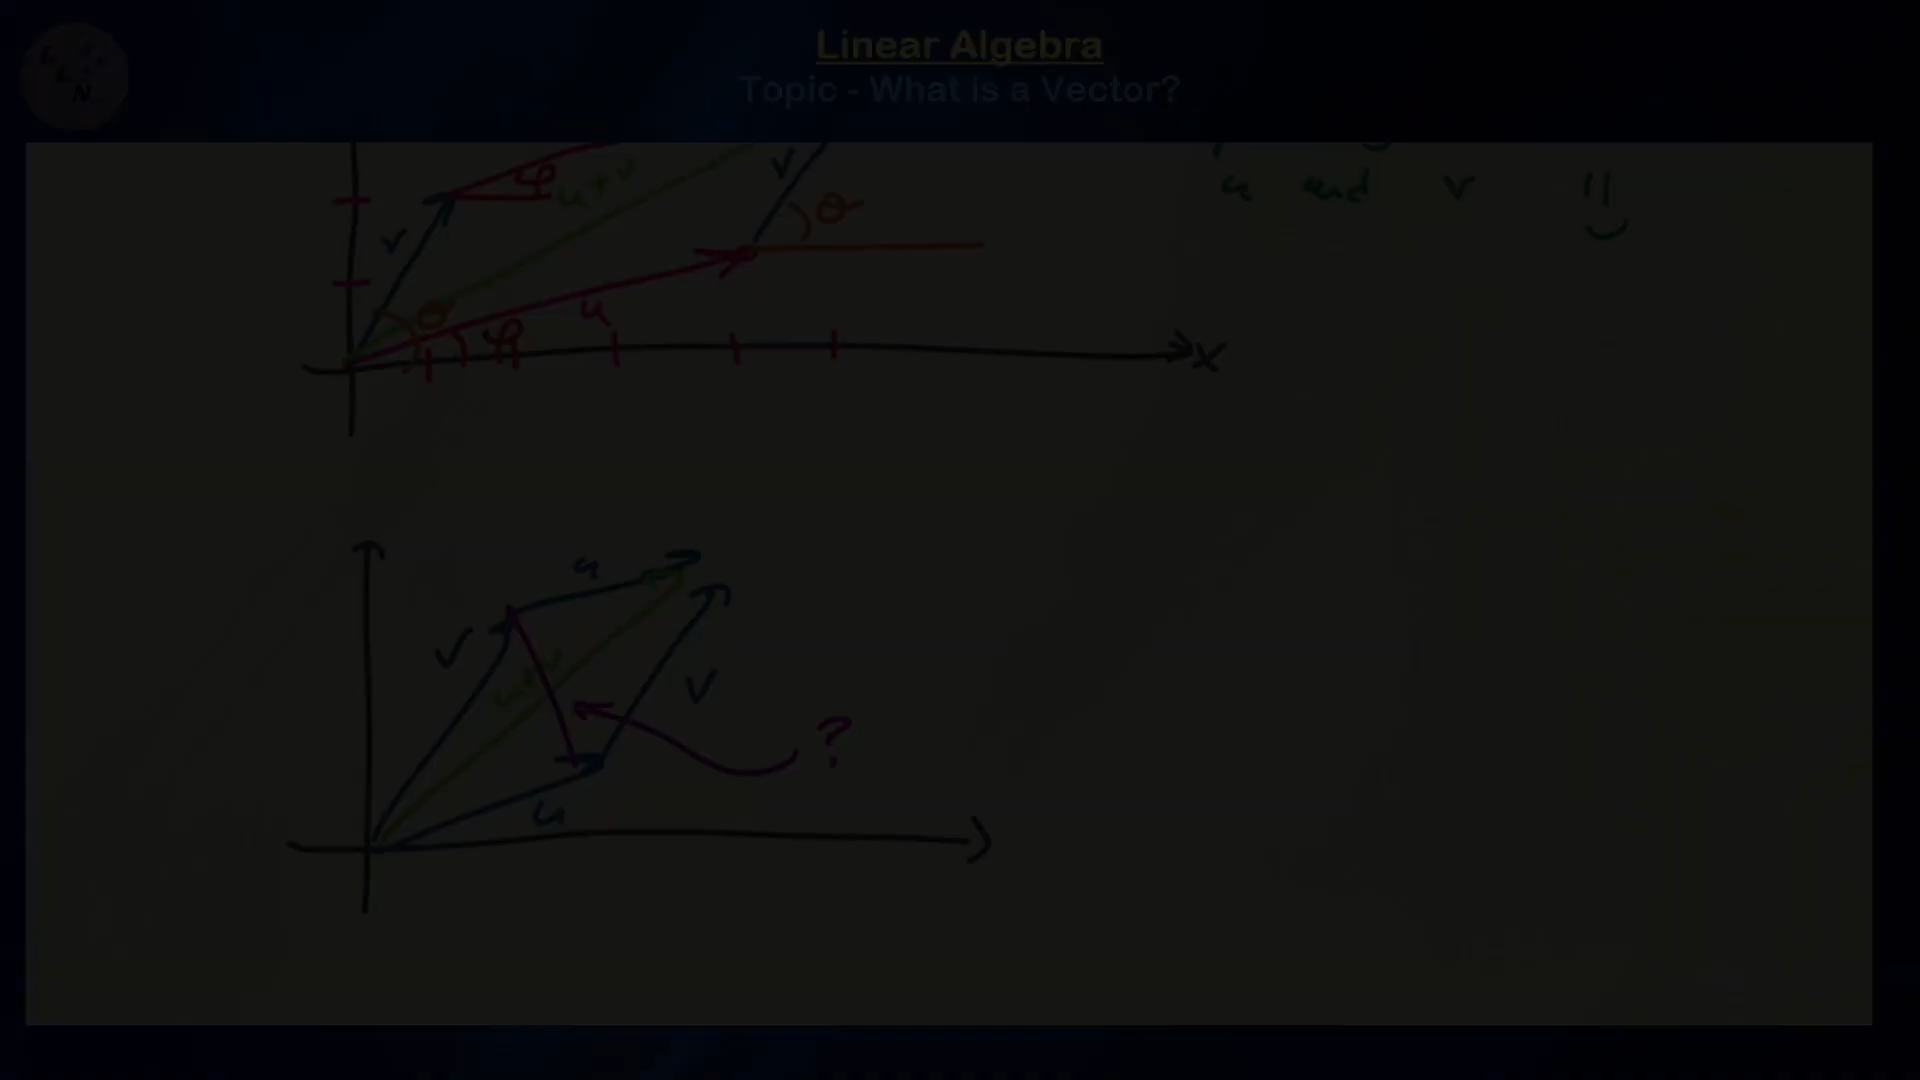 Linear Algebra
Topic - What is a Vector?
φ
u+v
v
u and v !!
v
θ
θ
u
φ
x
u
v
u+v
v
?
u